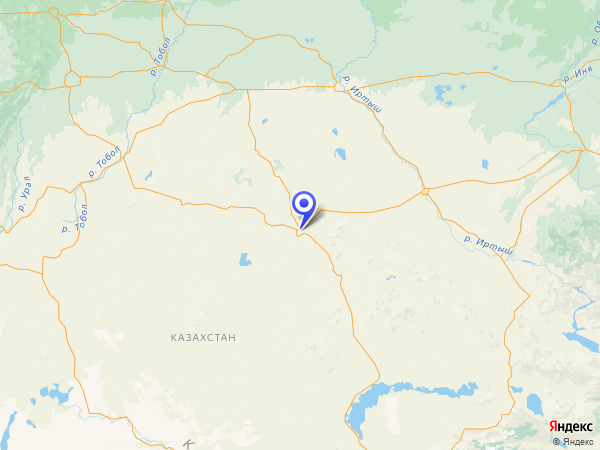 р. Тобол
р. Обь
р. Иня
р. Иртыш
р. Тобол
р. Урал
р. Тобол
р. Иртыш
КАЗАХСТАН
К
Яндекс
© Яндекс